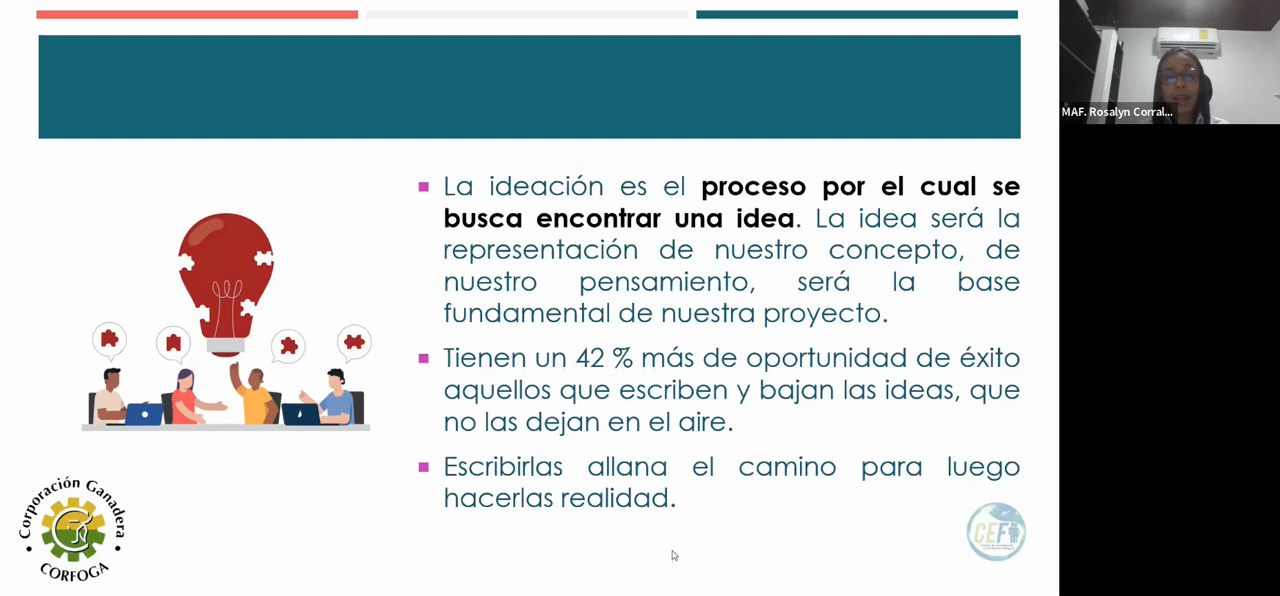 MAF. Rosalyn Corral...
La ideación es el proceso por el cual se
busca encontrar una idea. La idea será la
representación de nuestro concepto, de
nuestro pensamiento, será la base
fundamental de nuestra proyecto.
Tienen un 42 % más de oportunidad de éxito
aquellos que escriben y bajan las ideas, que
no las dejan en el aire.
Escribirlas allana el camino para luego
hacerlas realidad.
Corporación Ganadera
CORFOGA
CEFI